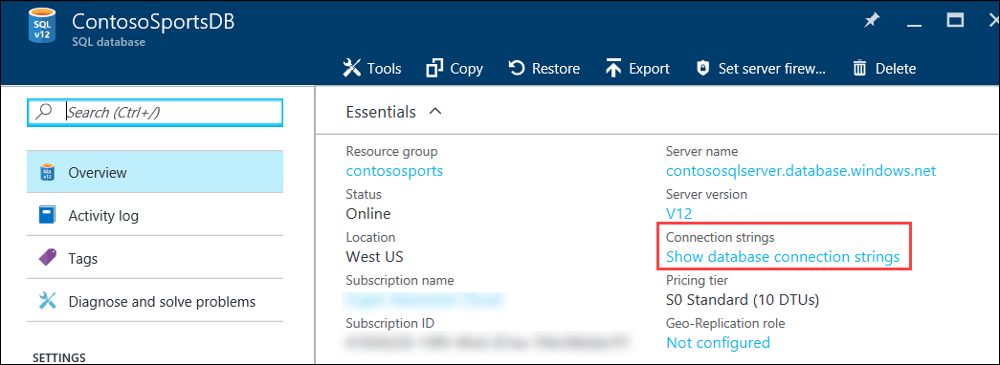 SQL
v12
ContosoSportsDB
SQL database
Tools
Copy
Restore
Export
Set server firew...
Delete
Search (Ctrl+/)
Overview
Activity log
Tags
Diagnose and solve problems
SETTINGS
Essentials
Resource group
contososports
Status
Online
Location
West US
Subscription name
Subscription ID
Server name
contososqlserver.database.windows.net
Server version
V12
Connection strings
Show database connection strings
Pricing tier
S0 Standard (10 DTUs)
Geo-Replication role
Not configured